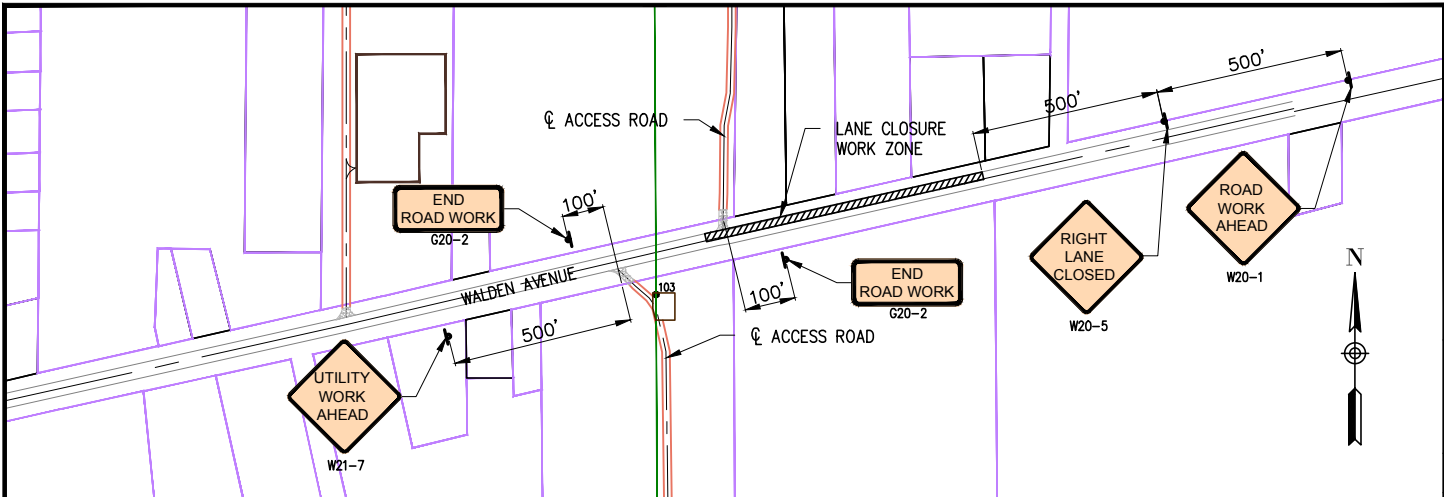 500'
500'
℄ ACCESS ROAD
LANE CLOSURE
WORK ZONE
END
ROAD WORK
G20-2
100'
ROAD
WORK
AHEAD
W20-1
RIGHT
LANE
CLOSED
W20-5
N
WALDEN AVENUE
103
END
ROAD WORK
G20-2
100'
500'
℄ ACCESS ROAD
UTILITY
WORK
AHEAD
W21-7